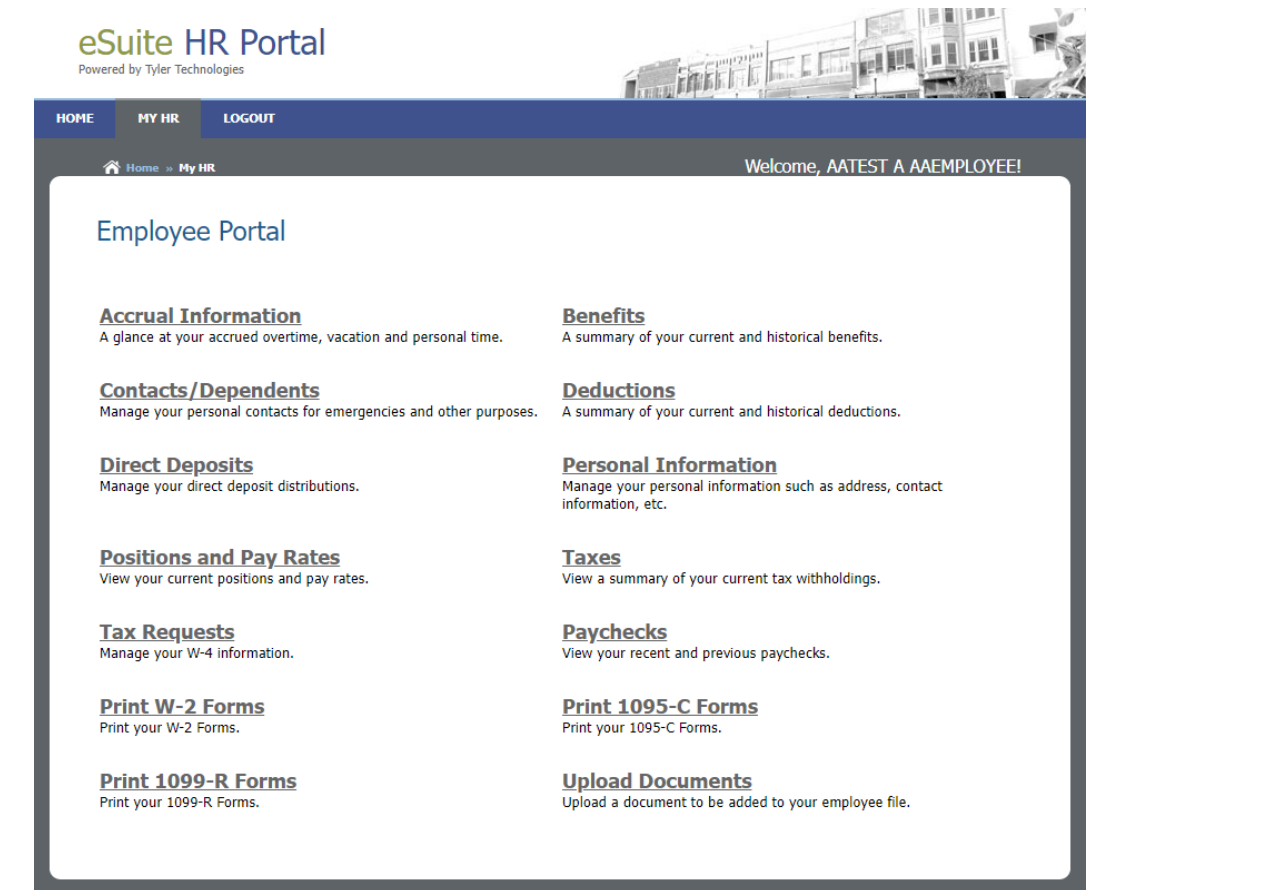 eSuite HR Portal
Powered by Tyler Technologies
HOME MY HR LOGOUT
Home » My HR
Welcome, AATEST A AAEMPLOYEE!
Employee Portal
Accrual Information
A glance at your accrued overtime, vacation and personal time.
Benefits
A summary of your current and historical benefits.
Contacts/Dependents
Manage your personal contacts for emergencies and other purposes.
Deductions
A summary of your current and historical deductions.
Direct Deposits
Manage your direct deposit distributions.
Personal Information
Manage your personal information such as address, contact
information, etc.
Positions and Pay Rates
View your current positions and pay rates.
Taxes
View a summary of your current tax withholdings.
Tax Requests
Manage your W-4 information.
Paychecks
View your recent and previous paychecks.
Print W-2 Forms
Print your W-2 Forms.
Print 1095-C Forms
Print your 1095-C Forms.
Print 1099-R Forms
Print your 1099-R Forms.
Upload Documents
Upload a document to be added to your employee file.